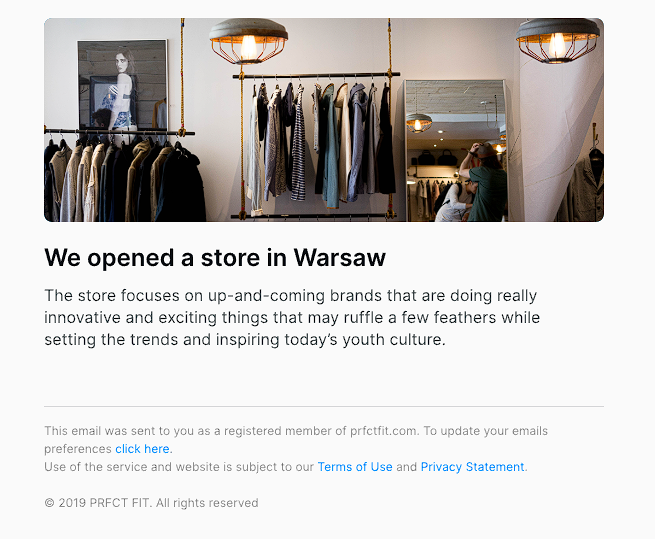 We opened a store in Warsaw
The store focuses on up-and-coming brands that are doing really
innovative and exciting things that may ruffle a few feathers while
setting the trends and inspiring today’s youth culture.
This email was sent to you as a registered member of prfctfit.com. To update your emails
preferences click here.
Use of the service and website is subject to our Terms of Use and Privacy Statement.
© 2019 PRFCT FIT. All rights reserved